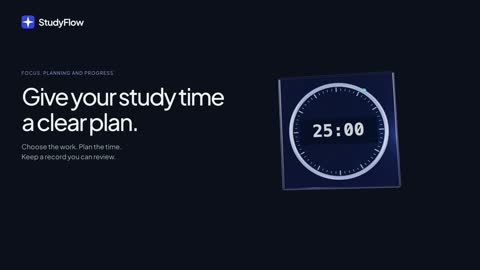 StudyFlow
FOCUS, PLANNING AND PROGRESS
Give your study time
a clear plan.
Choose the work. Plan the time.
Keep a record you can review.
25:00